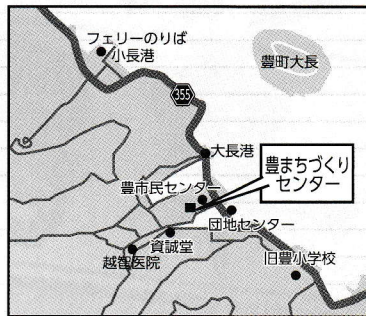 フェリーのりば
小長港
豊町大長
355
大長港
豊まちづくり
センター
豊市民センター
団地センター
資誠堂
越智医院
旧豊小学校